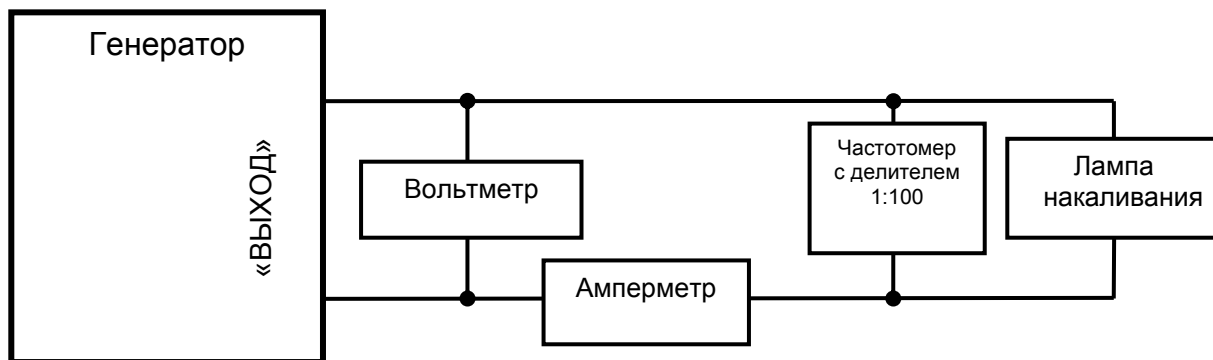 Генератор
«ВЫХОД»
Вольтметр
Амперметр
Частотомер
с делителем
1:100
Лампа
накаливания